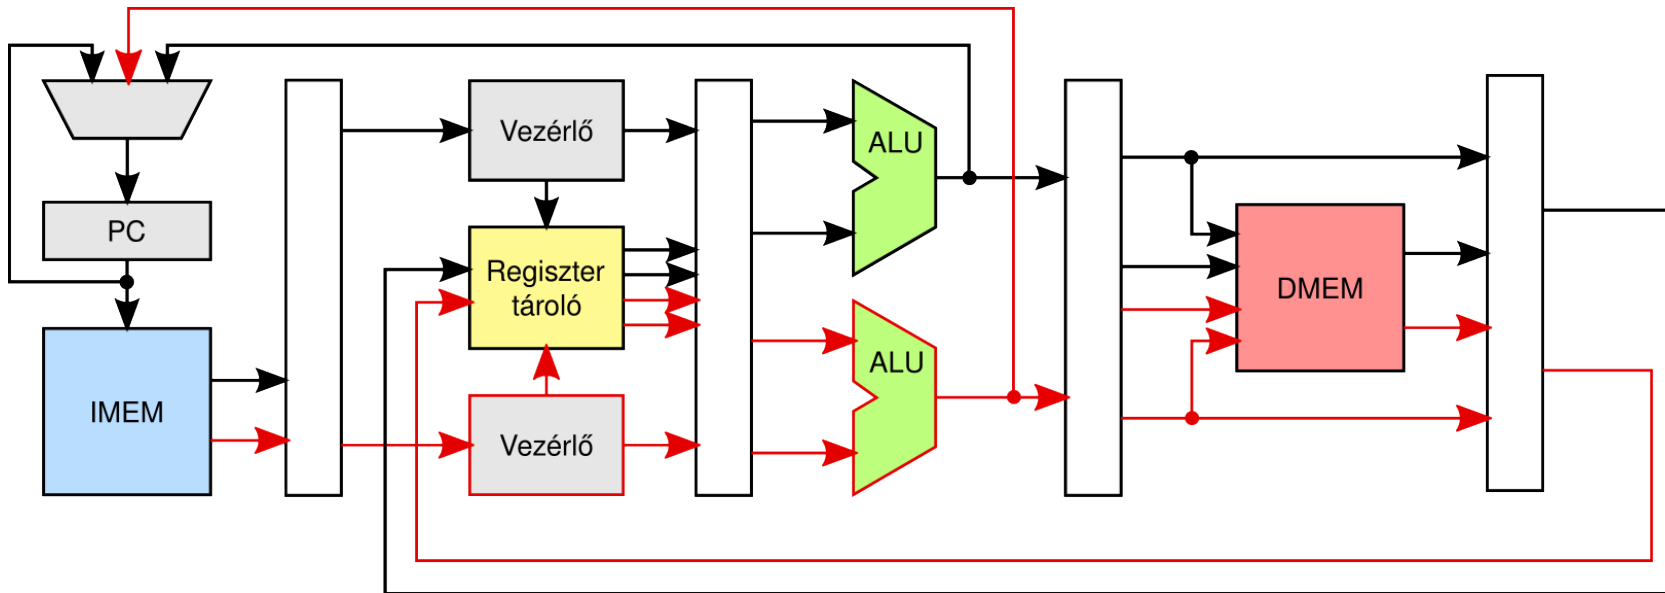 PC
IMEM
Vezérlő
Regiszter
tároló
Vezérlő
ALU
ALU
DMEM